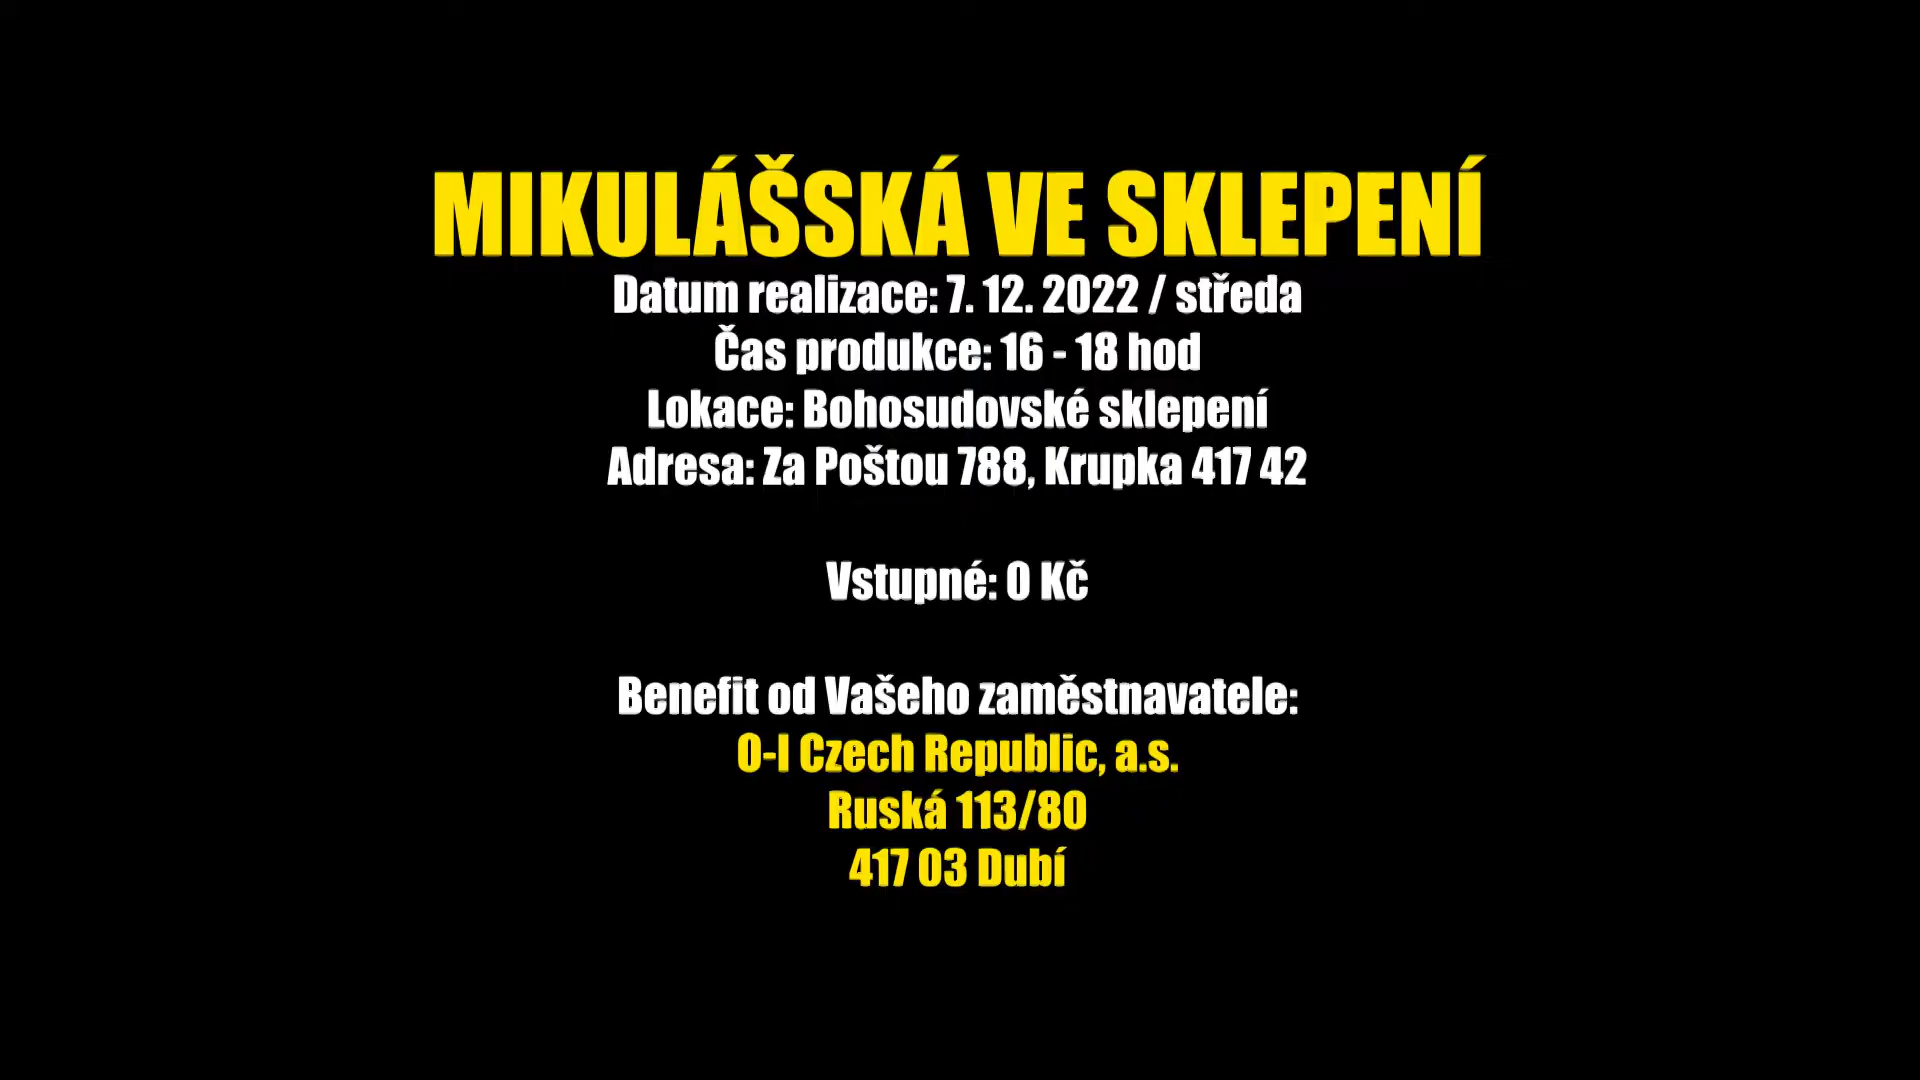 MIKULÁŠSKÁ VE SKLEPENÍ
Datum realizace: 7. 12. 2022 / středa
Čas produkce: 16 - 18 hod
Lokace: Bohosudovské sklepení
Adresa: Za Poštou 788, Krupka 417 42
Vstupné: 0 Kč
Benefit od Vašeho zaměstnavatele:
O-I Czech Republic, a.s.
Ruská 113/80
417 03 Dubí